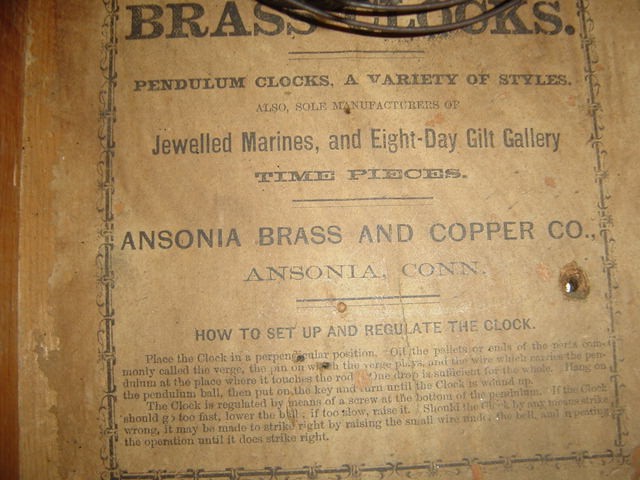 BRASS CLOCKS.
PENDULUM CLOCKS, A VARIETY OF STYLES.
ALSO, SOLE MANUFACTURERS OF
Jewelled Marines, and Eight-Day Gilt Gallery
TIME PIECES.
ANSONIA BRASS AND COPPER CO.,
ANSONIA, CONN.
HOW TO SET UP AND REGULATE THE CLOCK.
Place the Clock in a perpendicular position. Oil the pallets or ends of the parts com-
monly called the verge, the pin on which the verge plays, and the wire which carries the pen-
dulum at the place where it touches the rod. One drop is sufficient for the whole. Hang on
the pendulum ball, then put on the key and turn until the Clock is wound up.
The Clock is regulated by means of a screw at the bottom of the pendulum. If the Clock
should go too fast, lower the ball; if too slow, raise it. Should the Clock by any means strike
wrong, it may be made to strike right by raising the small wire the bell, and repeating
the operation until it does strike right.